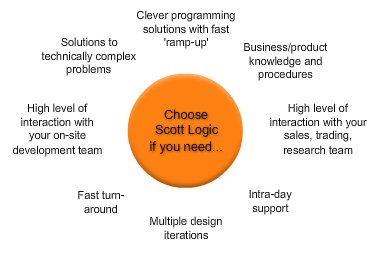 Clever programming
solutions with fast
'ramp-up'
Solutions to
technically complex
problems
Business/product
knowledge and
procedures
High level of
interaction with
your on-site
development team
Choose
Scott Logic
if you need...
High level of
interaction with your
sales, trading,
research team
Fast turn-
around
Intra-day
support
Multiple design
iterations